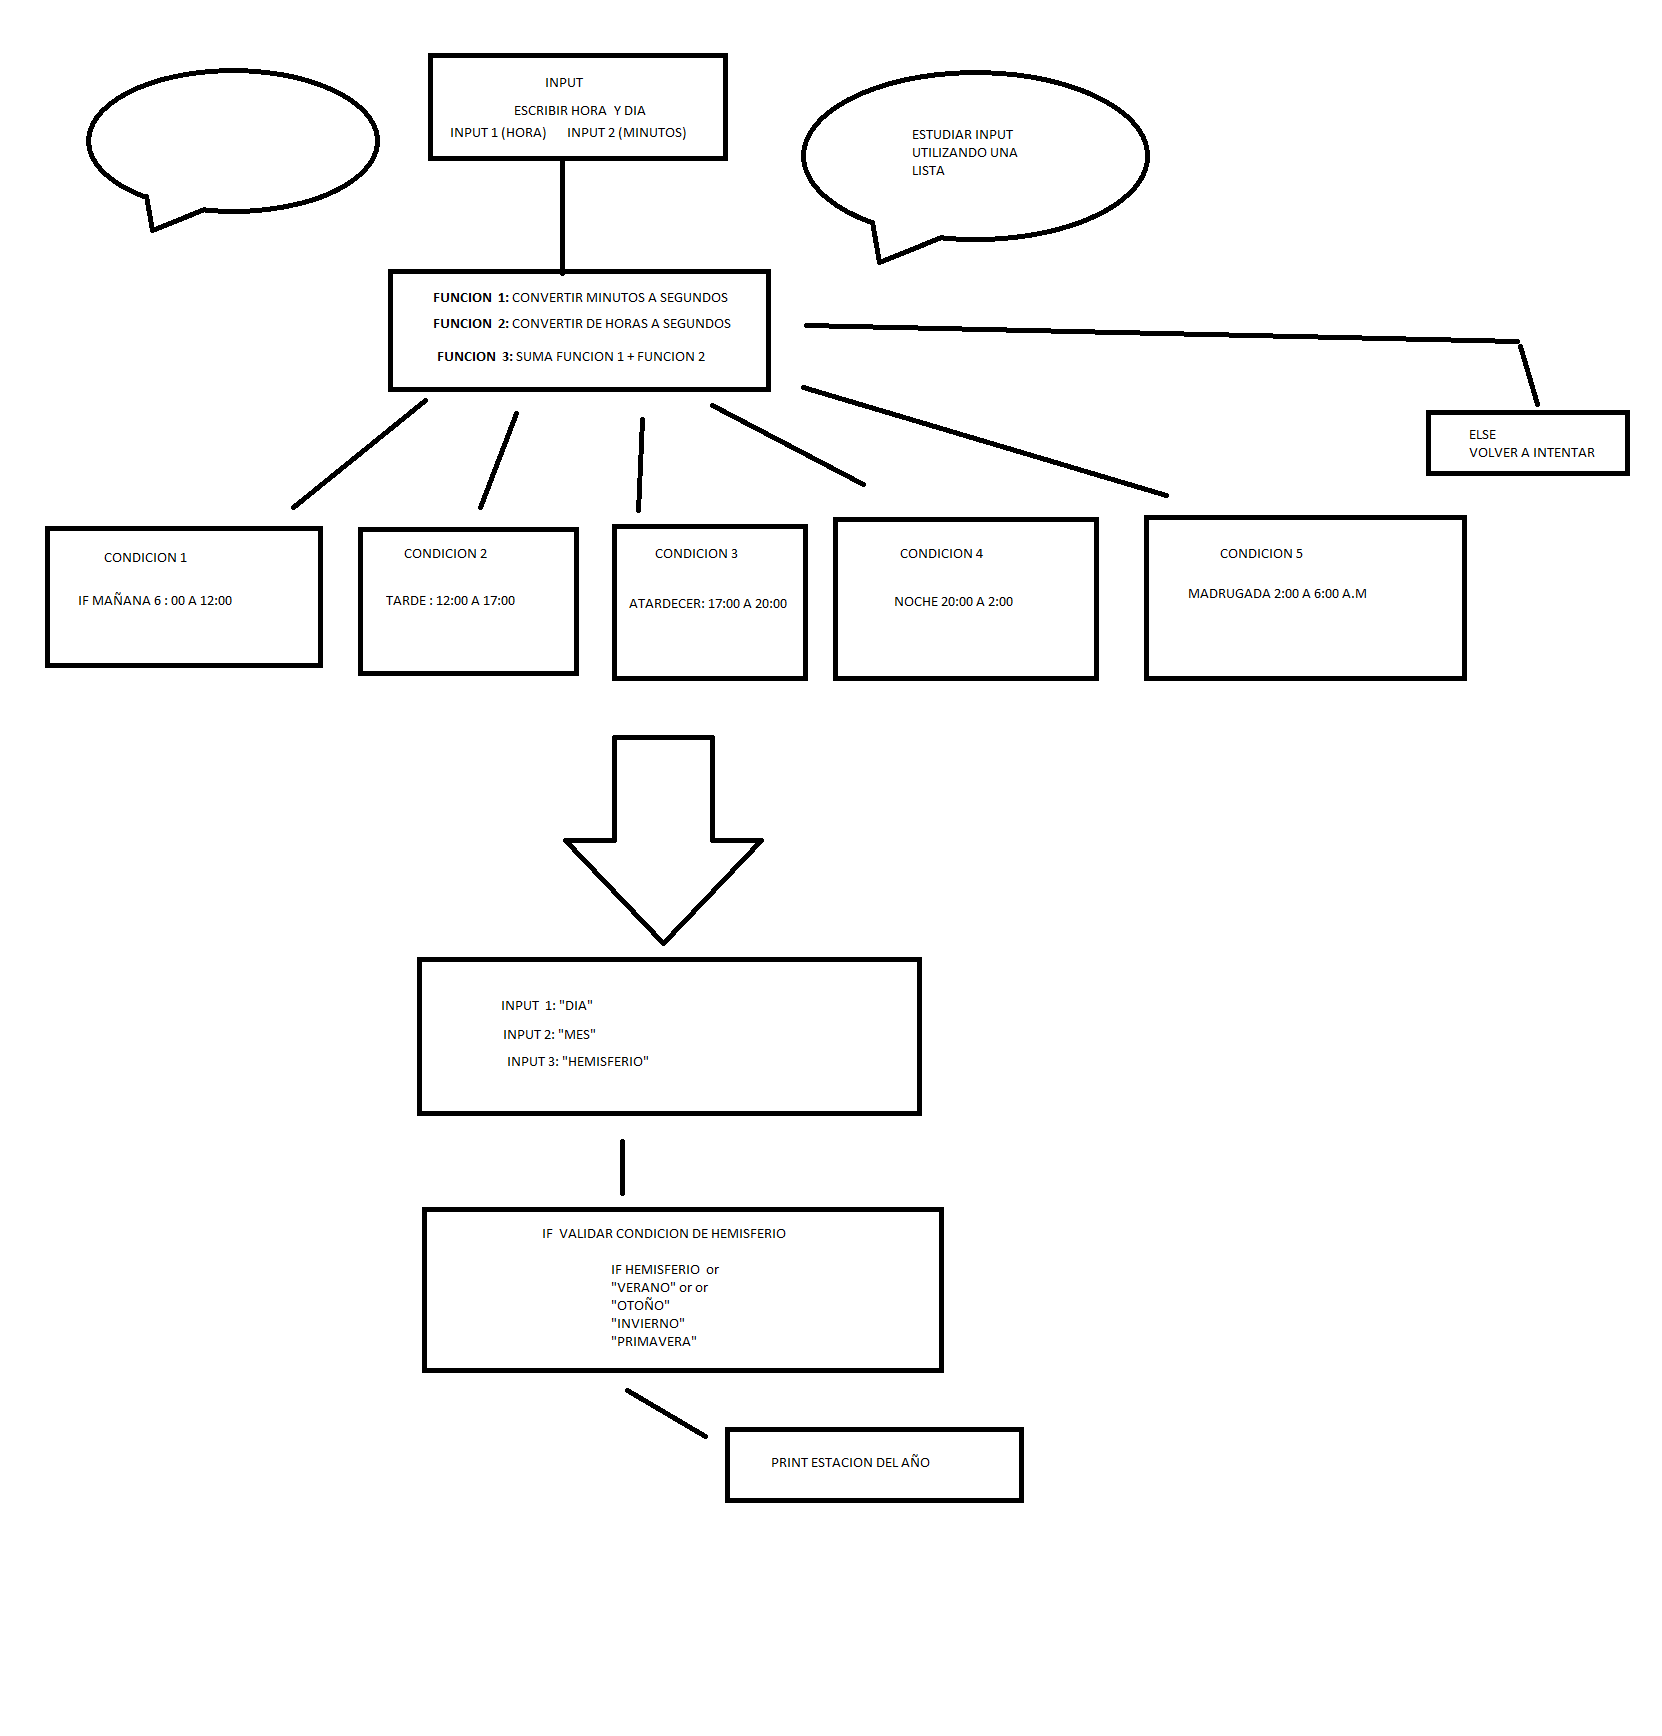 INPUT
ESCRIBIR HORA  Y DIA
INPUT 1 (HORA)     INPUT 2 (MINUTOS)
ESTUDIAR INPUT
UTILIZANDO UNA
LISTA
FUNCION  1: CONVERTIR MINUTOS A SEGUNDOS
FUNCION  2: CONVERTIR DE HORAS A SEGUNDOS
FUNCION  3: SUMA FUNCION 1 + FUNCION 2
ELSE
VOLVER A INTENTAR
CONDICION 1
IF MAÑANA 6 : 00 A 12:00
CONDICION 2
TARDE : 12:00 A 17:00
CONDICION 3
ATARDECER: 17:00 A 20:00
CONDICION 4
NOCHE 20:00 A 2:00
CONDICION 5
MADRUGADA 2:00 A 6:00 A.M
INPUT  1: "DIA"
INPUT 2: "MES"
INPUT 3: "HEMISFERIO"
IF  VALIDAR CONDICION DE HEMISFERIO
IF HEMISFERIO  or
"VERANO" or or
"OTOÑO"
"INVIERNO"
"PRIMAVERA"
PRINT ESTACION DEL AÑO